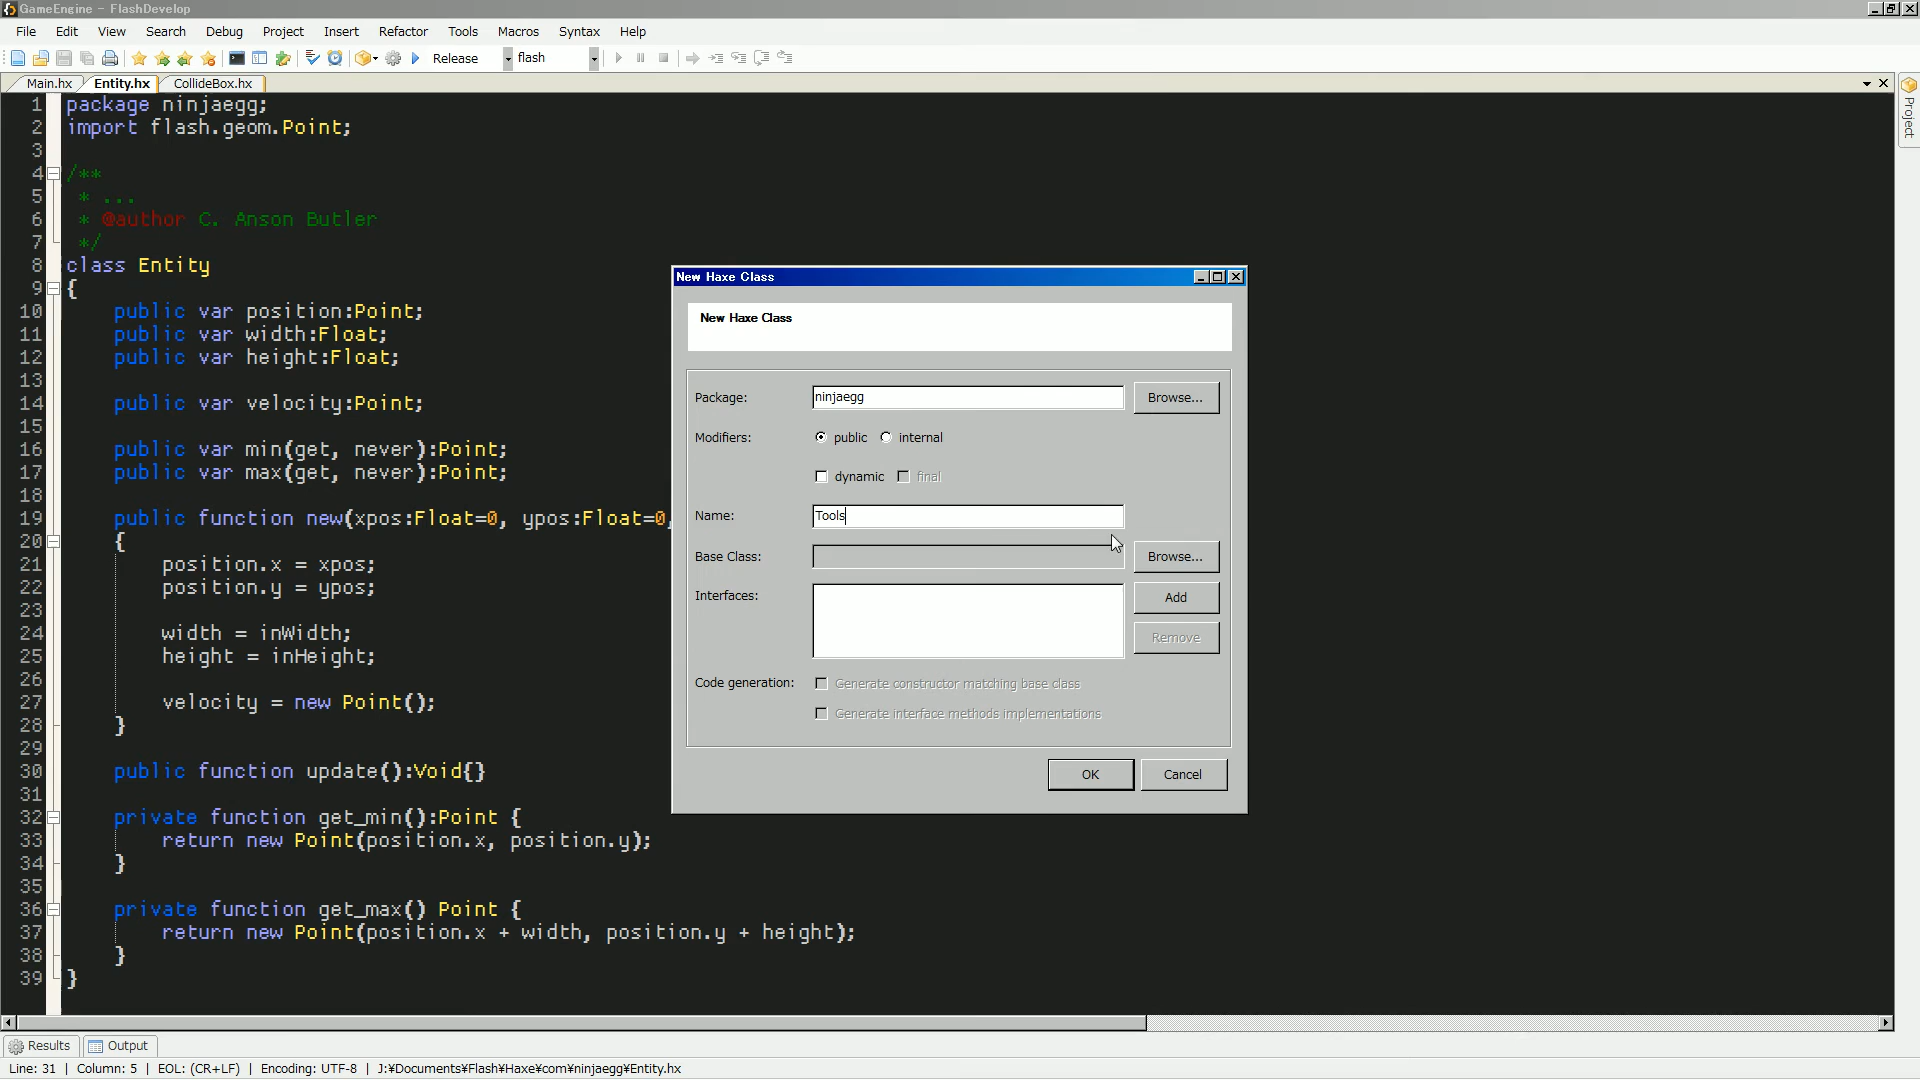 GameEngine - FlashDevelop
File Edit View Search Debug Project Insert Refactor Tools Macros Syntax Help
Release flash
Main.hx Entity.hx CollideBox.hx
Project
1 package ninjaegg;
2 import flash.geom.Point;
3
4 /**
5 * ...
6 * @author C. Anson Butler
7 */
8 class Entity
9 {
10 public var position:Point;
11 public var width:Float;
12 public var height:Float;
13
14 public var velocity:Point;
15
16 public var min(get, never):Point;
17 public var max(get, never):Point;
18
19 public function new(xpos:Float=0, ypos:Float=0,
20 {
21 position.x = xpos;
22 position.y = ypos;
23
24 width = inWidth;
25 height = inHeight;
26
27 velocity = new Point();
28 }
29
30 public function update():Void{}
31
32 private function get_min():Point {
33 return new Point(position.x, position.y);
34 }
35
36 private function get_max() Point {
37 return new Point(position.x + width, position.y + height);
38 }
39 }
New Haxe Class
New Haxe Class
Package: ninjaegg Browse...
Modifiers: public internal
dynamic final
Name: Tools
Base Class: Browse...
Interfaces: Add
Remove
Code generation: Generate constructor matching base class
Generate interface methods implementations
OK Cancel
Results Output
Line: 31 | Column: 5 | EOL: (CR+LF) | Encoding: UTF-8 | J:¥Documents¥Flash¥Haxe¥com¥ninjaegg¥Entity.hx